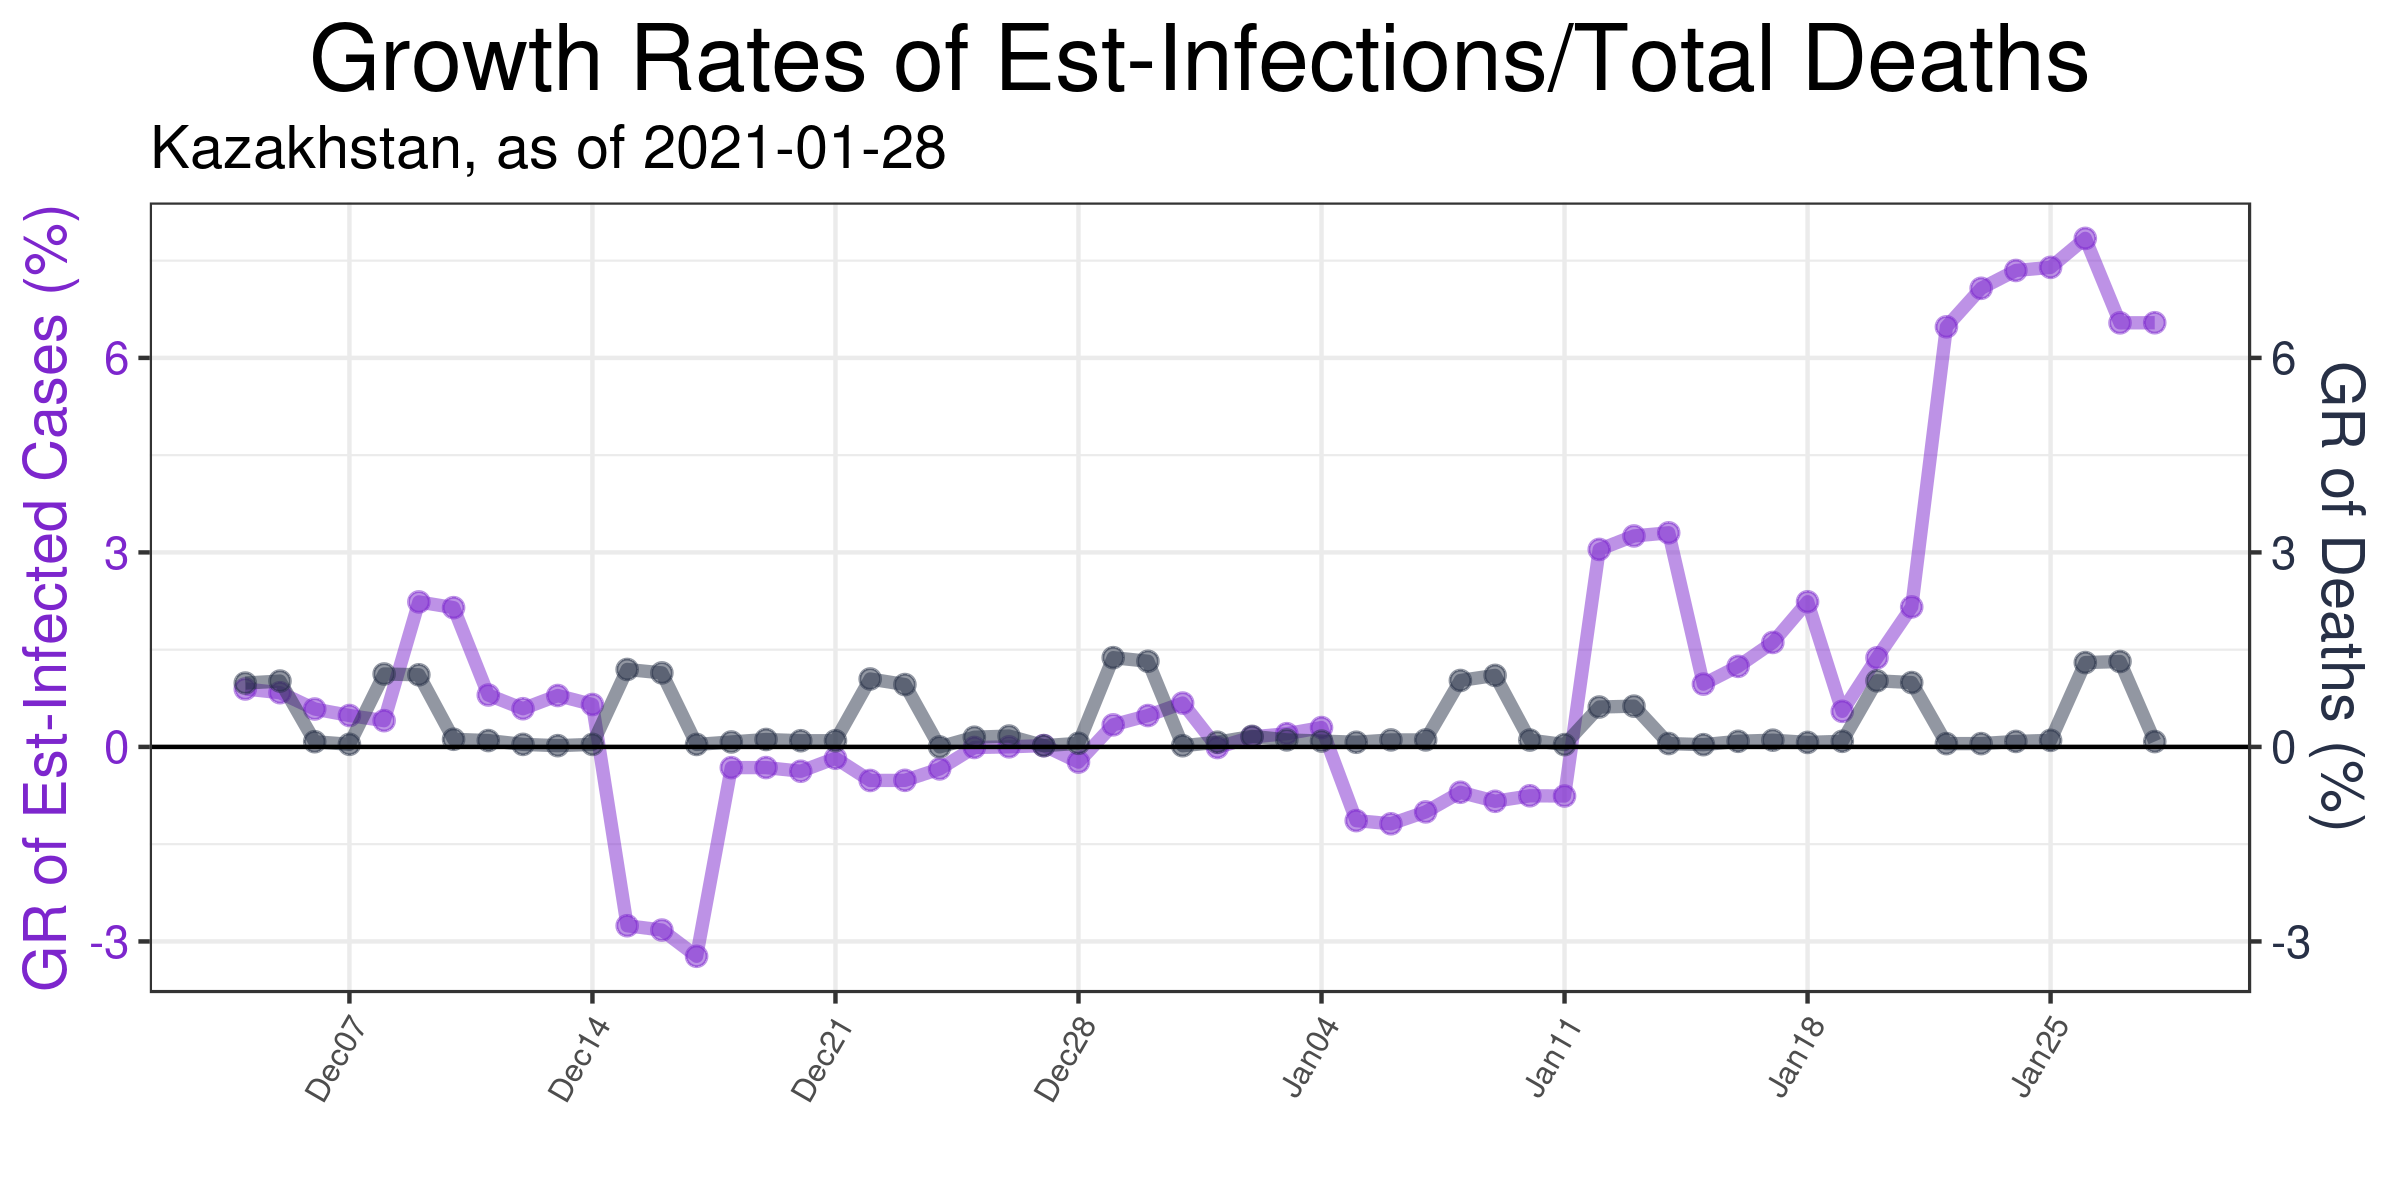 Growth Rates of Est-Infections/Total Deaths
Kazakhstan, as of 2021-01-28
GR of Est-Infected Cases (%)
6
3
0
-3
6
3
0
-3
GR of Deaths (%)
Dec07
Dec14
Dec21
Dec28
Jan04
Jan11
Jan18
Jan25